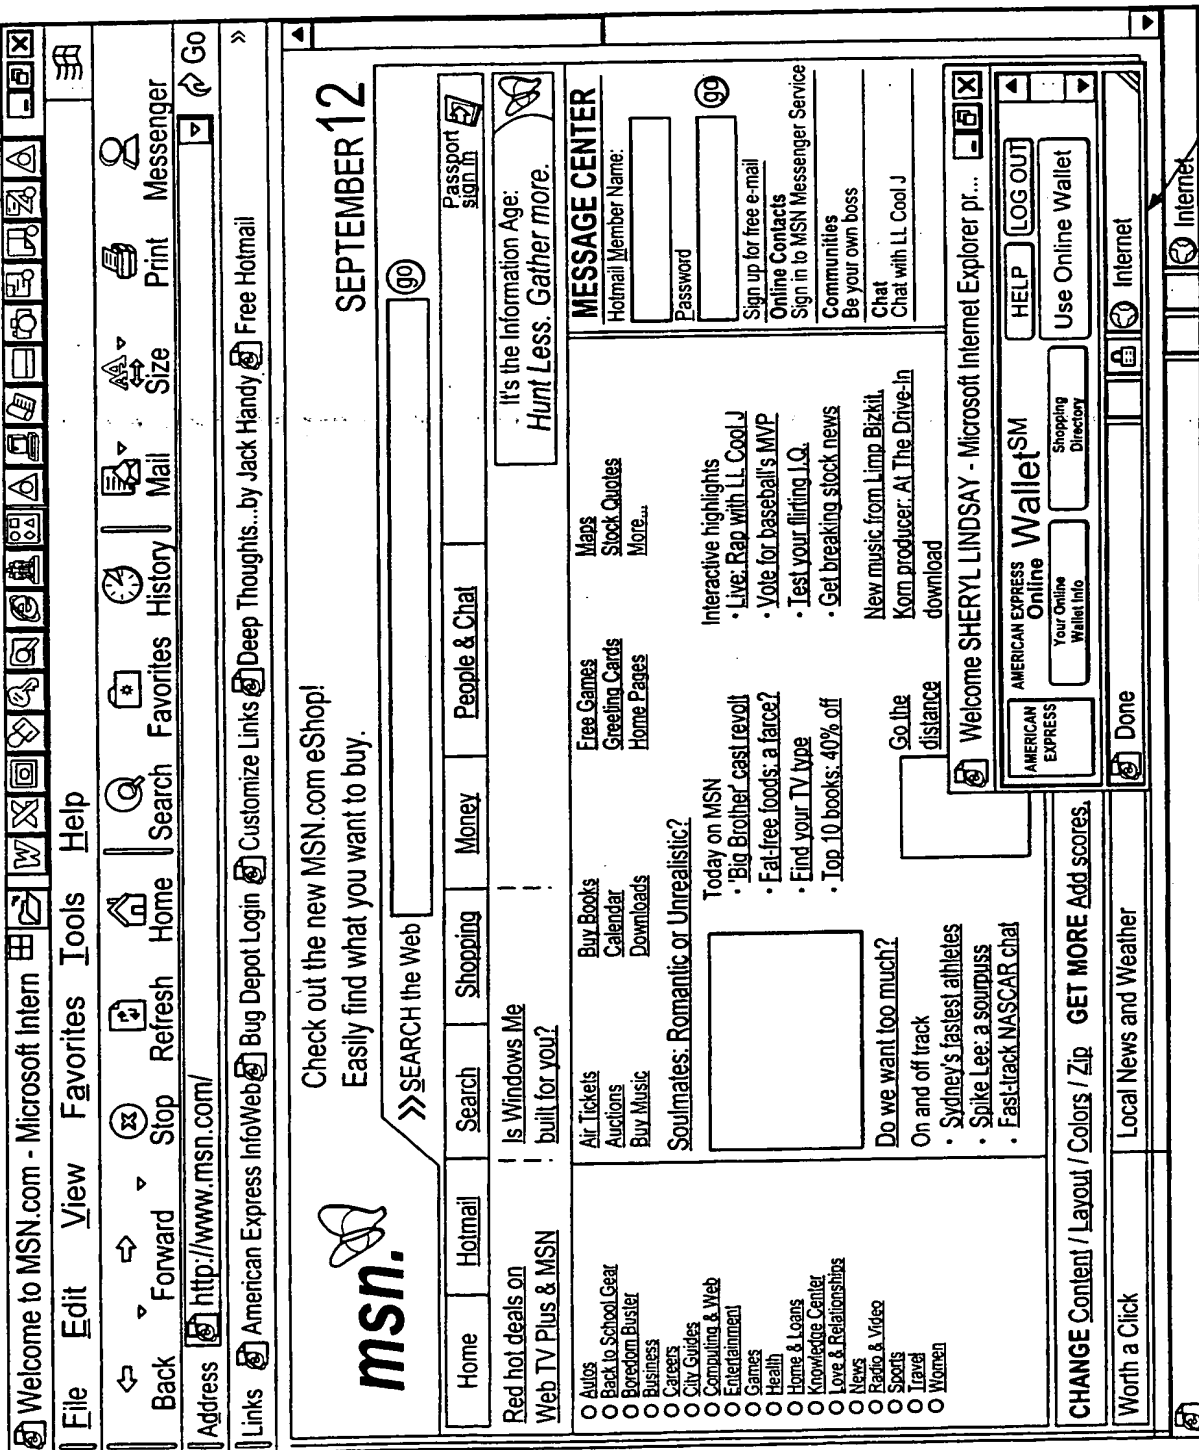 Welcome to MSN.com - Microsoft Intern
File Edit View Favorites Tools Help
Back Forward Stop Refresh Home Search Favorites History Mail Size Print Messenger
Address http://www.msn.com/ Go
Links American Express InfoWeb Bug Depot Login Customize Links Deep Thoughts...by Jack Handy Free Hotmail »
msn.
Check out the new MSN.com eShop!
Easily find what you want to buy.
SEPTEMBER 12
>>SEARCH the Web go
Home Hotmail Search Shopping Money People & Chat Passport sign in
Red hot deals on
Web TV Plus & MSN
Is Windows Me
built for you?
It's the Information Age:
Hunt Less. Gather more.
Autos
Back to School Gear
Boredom Buster
Business
Careers
City Guides
Computing & Web
Entertainment
Games
Health
Home & Loans
Knowledge Center
Love & Relationships
News
Radio & Video
Sports
Travel
Women
Air Tickets Buy Books Free Games Maps
Auctions Calendar Greeting Cards Stock Quotes
Buy Music Downloads Home Pages More...
Soulmates: Romantic or Unrealistic?
Today on MSN
· 'Big Brother' cast revolt
· Fat-free foods: a farce?
· Find your TV type
· Top 10 books: 40% off
Interactive highlights
· Live: Rap with LL Cool J
· Vote for baseball's MVP
· Test your flirting I.Q.
· Get breaking stock news
Do we want too much?
On and off track
· Sydney's fastest athletes
· Spike Lee: a sourpuss
· Fast-track NASCAR chat
Go the
distance
New music from Limp Bizkit,
Korn producer: At The Drive-In
download
MESSAGE CENTER
Hotmail Member Name:
Password
go
Sign up for free e-mail
Online Contacts
Sign in to MSN Messenger Service
Communities
Be your own boss
Chat
Chat with LL Cool J
CHANGE Content / Layout / Colors / Zip GET MORE Add scores,
Worth a Click Local News and Weather
Welcome SHERYL LINDSAY - Microsoft Internet Explorer pr...
AMERICAN EXPRESS
AMERICAN EXPRESS
Online WalletSM
HELP LOG OUT
Your Online
Wallet Info
Shopping
Directory
Use Online Wallet
Done Internet
Internet